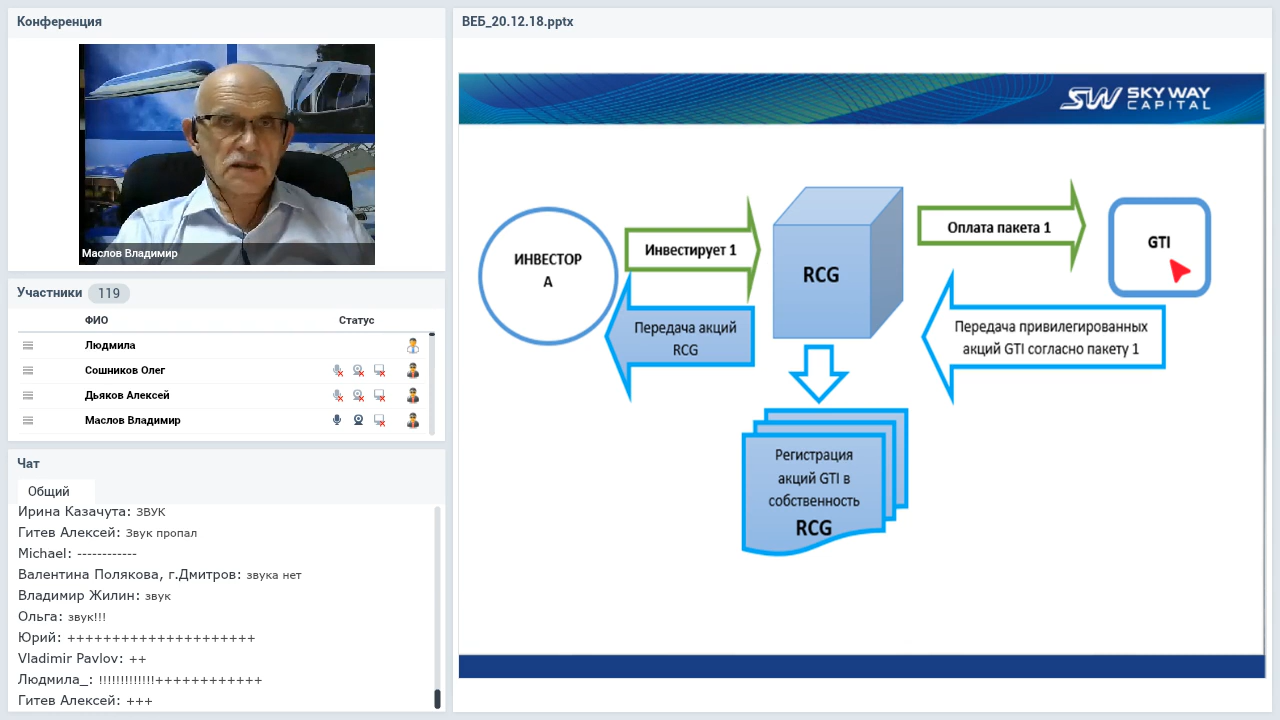 Конференция
Маслов Владимир
Участники 119
ФИО Статус
Людмила
Сошников Олег
Дьяков Алексей
Маслов Владимир
Чат
Общий
Ирина Казачута: ЗВУК
Гитев Алексей: Звук пропал
Michael: ------------
Валентина Полякова, г.Дмитров: звука нет
Владимир Жилин: звук
Ольга: звук!!!
Юрий: +++++++++++++++++++++
Vladimir Pavlov: ++
Людмила_: !!!!!!!!!!!!!++++++++++++
Гитев Алексей: +++
ВЕБ_20.12.18.pptx
SW SKY WAY
CAPITAL
ИНВЕСТОР
А
Инвестирует 1
Передача акций
RCG
RCG
Оплата пакета 1
GTI
Передача привилегированных
акций GTI согласно пакету 1
Регистрация
акций GTI в
собственность
RCG